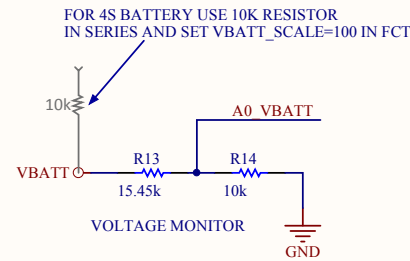 FOR 4S BATTERY USE 10K RESISTOR
IN SERIES AND SET VBATT_SCALE=100 IN FCT
10k
A0_VBATT
VBATT
R13
R14
15.45k
10k
VOLTAGE MONITOR
GND